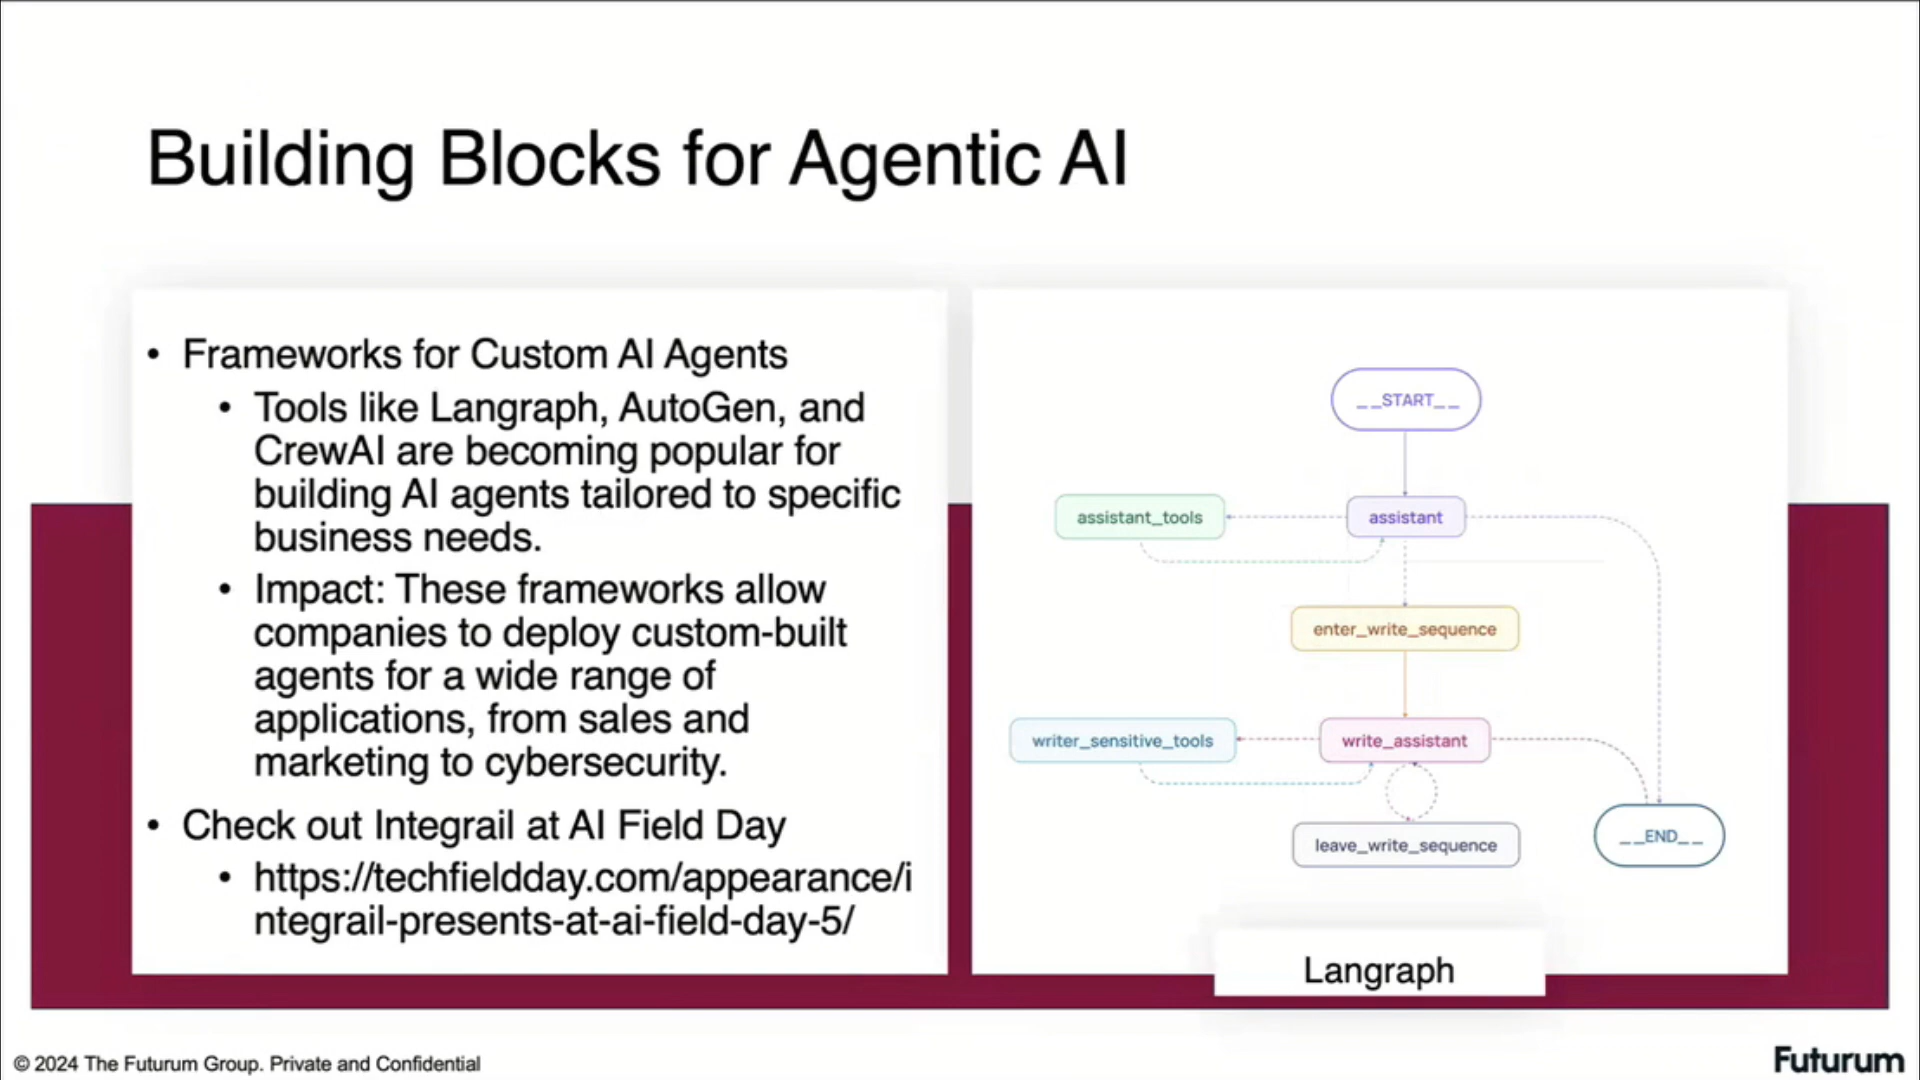 Building Blocks for Agentic AI
• Frameworks for Custom AI Agents
• Tools like Langraph, AutoGen, and
CrewAI are becoming popular for
building AI agents tailored to specific
business needs.
• Impact: These frameworks allow
companies to deploy custom-built
agents for a wide range of
applications, from sales and
marketing to cybersecurity.
• Check out Integrail at AI Field Day
• https://techfieldday.com/appearance/i
ntegrail-presents-at-ai-field-day-5/
__START__
assistant_tools
assistant
enter_write_sequence
writer_sensitive_tools
write_assistant
leave_write_sequence
__END__
Langraph
© 2024 The Futurum Group. Private and Confidential
Futurum